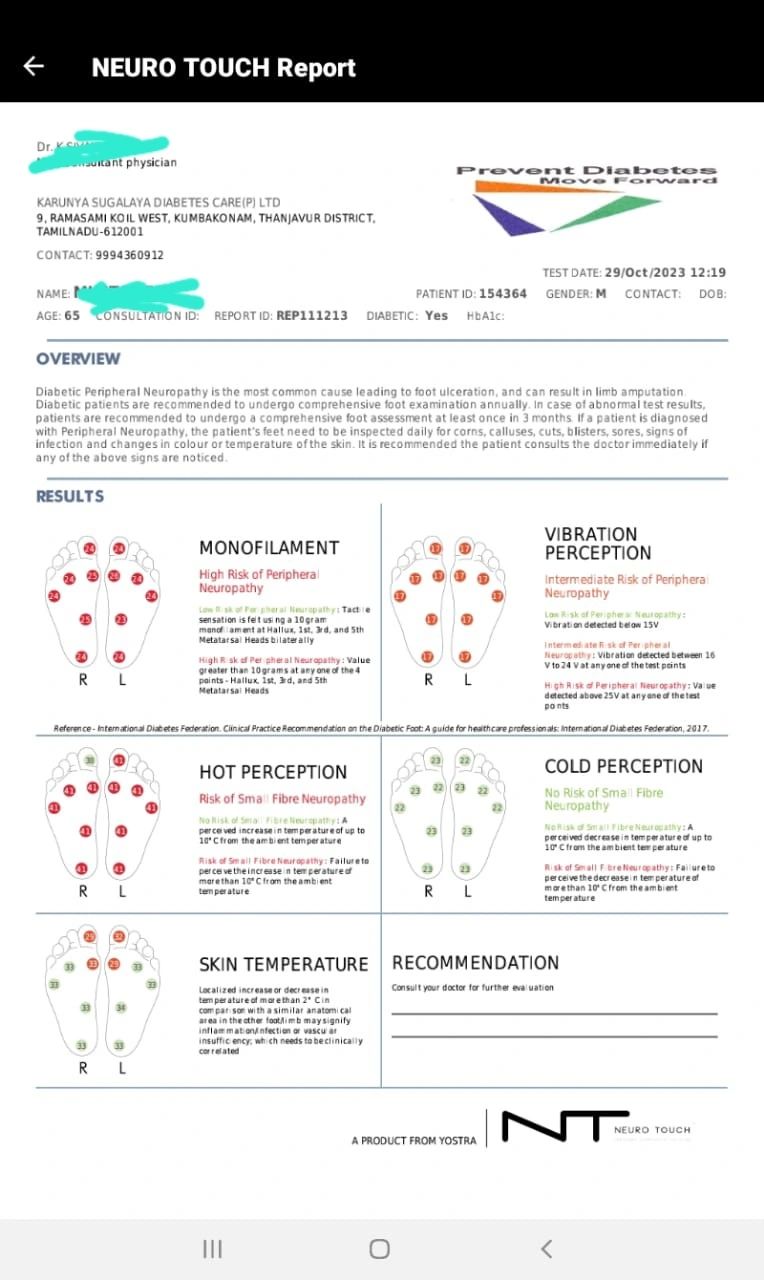 NEURO TOUCH Report
Dr.
physician
Prevent Diabetes
Move Forward
KARUNYA SUGALAYA DIABETES CARE(P) LTD
9, RAMASAMI KOIL WEST, KUMBAKONAM, THANJAVUR DISTRICT,
TAMILNADU-612001
CONTACT: 9994360912
TEST DATE: 29/Oct/2023 12:19
NAME:
PATIENT ID: 154364 GENDER: M CONTACT: DOB:
AGE: 65 CONSULTATION ID: REPORT ID: REP111213 DIABETIC: Yes HbA1c:
OVERVIEW
Diabetic Peripheral Neuropathy is the most common cause leading to foot ulceration, and can result in limb amputation.
Diabetic patients are recommended to undergo comprehensive foot examination annually. In case of abnormal test results,
patients are recommended to undergo a comprehensive foot assessment at least once in 3 months. If a patient is diagnosed
with Peripheral Neuropathy, the patient's feet need to be inspected daily for corns, calluses, cuts, blisters, sores, signs of
infection and changes in colour or temperature of the skin. It is recommended the patient consults the doctor immediately if
any of the above signs are noticed.
RESULTS
24 24
24 25 26 24
24 24
25 23
24 24
R L
MONOFILAMENT
High Risk of Peripheral
Neuropathy
Low Risk of Peripheral Neuropathy: Tactile
sensation is felt using a 10 gram
monofilament at Hallux, 1st, 3rd, and 5th
Metatarsal Heads bilaterally
High Risk of Peripheral Neuropathy: Value
greater than 10 grams at any one of the 4
points - Hallux, 1st, 3rd, and 5th
Metatarsal Heads
17 17
17 17 17 17
17 17
17 17
17 17
R L
VIBRATION
PERCEPTION
Intermediate Risk of Peripheral
Neuropathy
Low Risk of Peripheral Neuropathy:
Vibration detected below 15V
Intermediate Risk of Peripheral
Neuropathy: Vibration detected between 16
V to 24 V at any one of the test points
High Risk of Peripheral Neuropathy: Value
detected above 25V at any one of the test
points
Reference - International Diabetes Federation. Clinical Practice Recommendation on the Diabetic Foot: A guide for healthcare professionals: International Diabetes Federation, 2017.
41
41 41 41 41
41 41
41 41
41 41
R L
HOT PERCEPTION
Risk of Small Fibre Neuropathy
No Risk of Small Fibre Neuropathy: A
perceived increase in temperature of up to
10° C from the ambient temperature
Risk of Small Fibre Neuropathy: Failure to
perceive the increase in temperature of
more than 10° C from the ambient
temperature
23 22
23 22 23 22
22 22
23 23
23 23
R L
COLD PERCEPTION
No Risk of Small Fibre
Neuropathy
No Risk of Small Fibre Neuropathy: A
perceived decrease in temperature of up to
10° C from the ambient temperature
Risk of Small Fibre Neuropathy: Failure to
perceive the decrease in temperature of
more than 10° C from the ambient
temperature
32
33 33 29 33
33 33
33 34
33 33
R L
SKIN TEMPERATURE
Localized increase or decrease in
temperature of more than 2° C in
comparison with a similar anatomical
area in the other foot/limb may signify
inflammation/infection or vascular
insufficiency; which needs to be clinically
correlated
RECOMMENDATION
Consult your doctor for further evaluation
A PRODUCT FROM YOSTRA
NT NEURO TOUCH